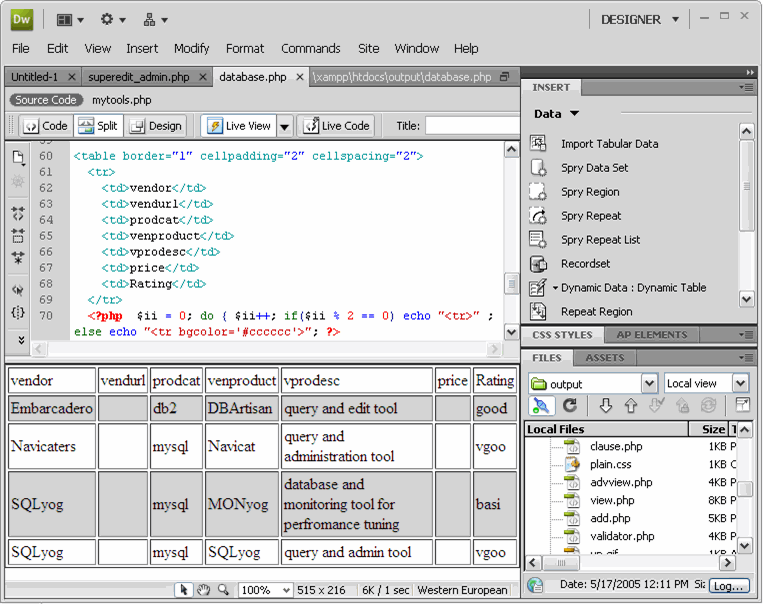 Dw DESIGNER
File Edit View Insert Modify Format Commands Site Window Help
Untitled-1 superedit_admin.php database.php \xampp\htdocs\output\database.php
Source Code mytools.php
Code Split Design Live View Live Code Title:
60 <table border="1" cellpadding="2" cellspacing="2">
61 <tr>
62 <td>vendor</td>
63 <td>vendurl</td>
64 <td>prodcat</td>
65 <td>venproduct</td>
66 <td>vprodesc</td>
67 <td>price</td>
68 <td>Rating</td>
69 </tr>
70 <?php $ii = 0; do { $ii++; if($ii % 2 == 0) echo "<tr>" ;
else echo "<tr bgcolor='#cccccc'>"; ?>
vendor vendurl prodcat venproduct vprodesc price Rating
Embarcadero db2 DBArtisan query and edit tool good
Navicaters mysql Navicat query and
administration tool vgoo
SQLyog mysql MONyog database and
monitoring tool for
perfromance tuning basi
SQLyog mysql SQLyog query and admin tool vgoo
100% 515 x 216 6K / 1 sec Western European
INSERT
Data
Import Tabular Data
Spry Data Set
Spry Region
Spry Repeat
Spry Repeat List
Recordset
Dynamic Data : Dynamic Table
Repeat Region
CSS STYLES AP ELEMENTS
FILES ASSETS
output Local view
Local Files Size T
clause.php 1KB P
plain.css 1KB C
advview.php 4KB P
view.php 8KB P
add.php 5KB P
validator.php 4KB P
up.gif 1KB
Date: 5/17/2005 12:11 PM Si Log...